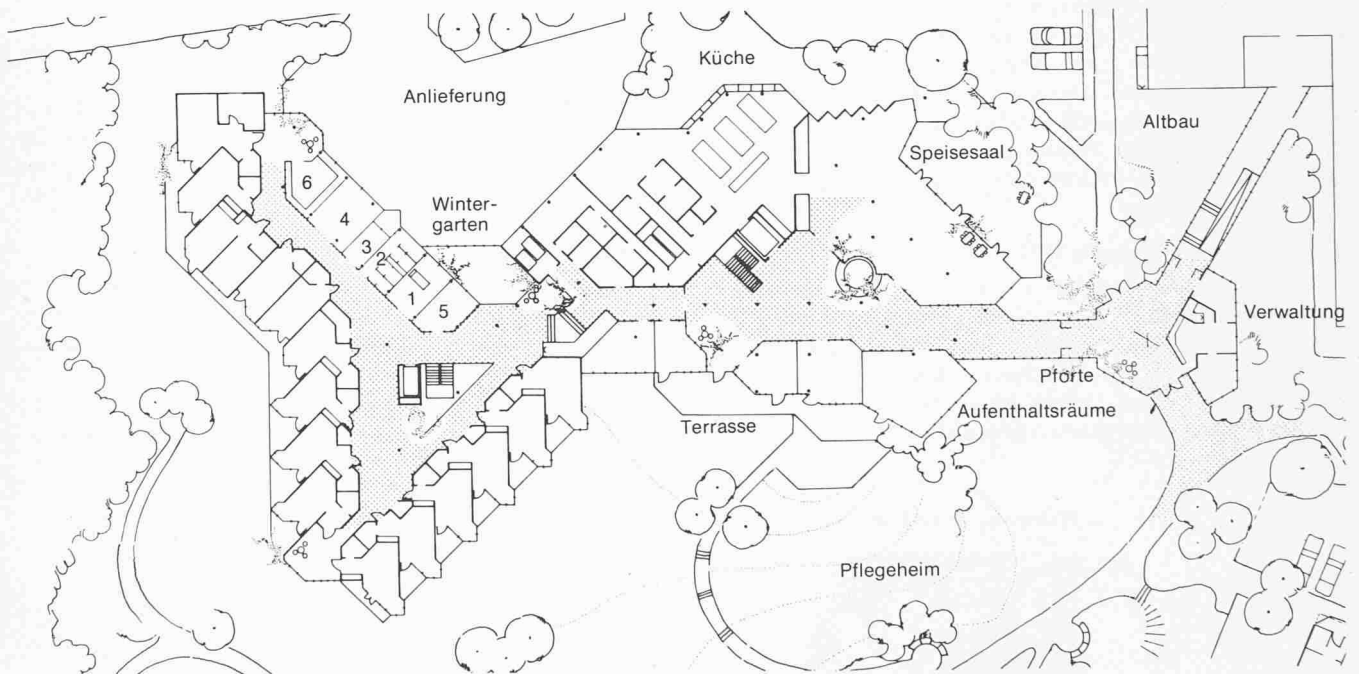 Küche
Anlieferung
Altbau
Speisesaal
6
Winter-
garten
4
3
2
1
5
Verwaltung
Pforte
Aufenthaltsräume
Terrasse
Pflegeheim